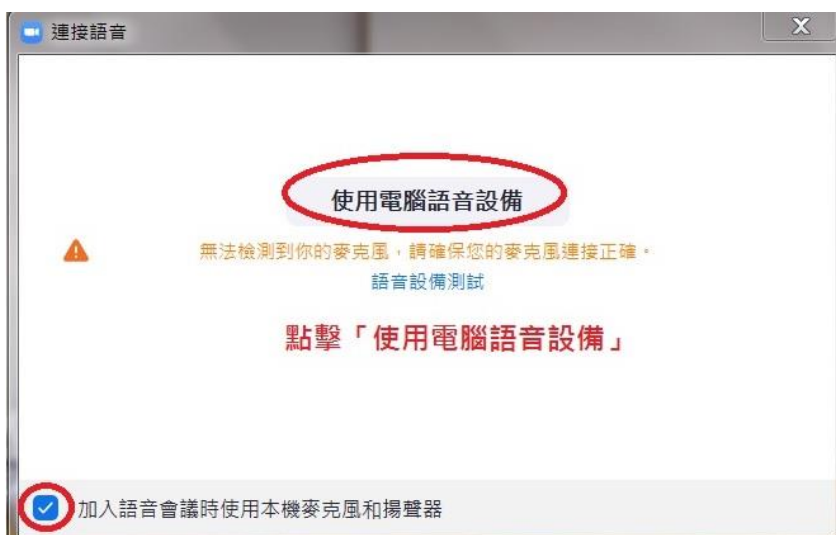 連接語音
使用電腦語音設備
無法檢測到你的麥克風，請確保您的麥克風連接正確。
語音設備測試
點擊「使用電腦語音設備」
加入語音會議時使用本機麥克風和揚聲器